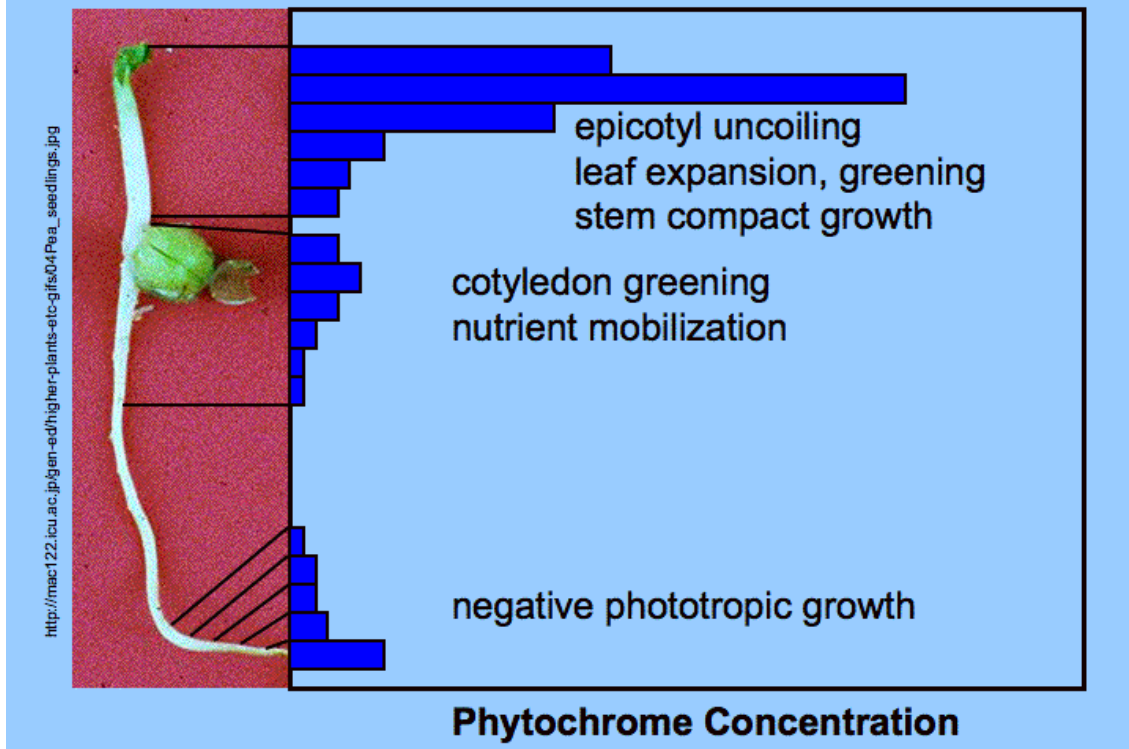 http://mac122.icu.ac.jp/gen-ed/higher-plants-etc-gifs/04Pea_seedlings.jpg
epicotyl uncoiling
leaf expansion, greening
stem compact growth
cotyledon greening
nutrient mobilization
negative phototropic growth
Phytochrome Concentration